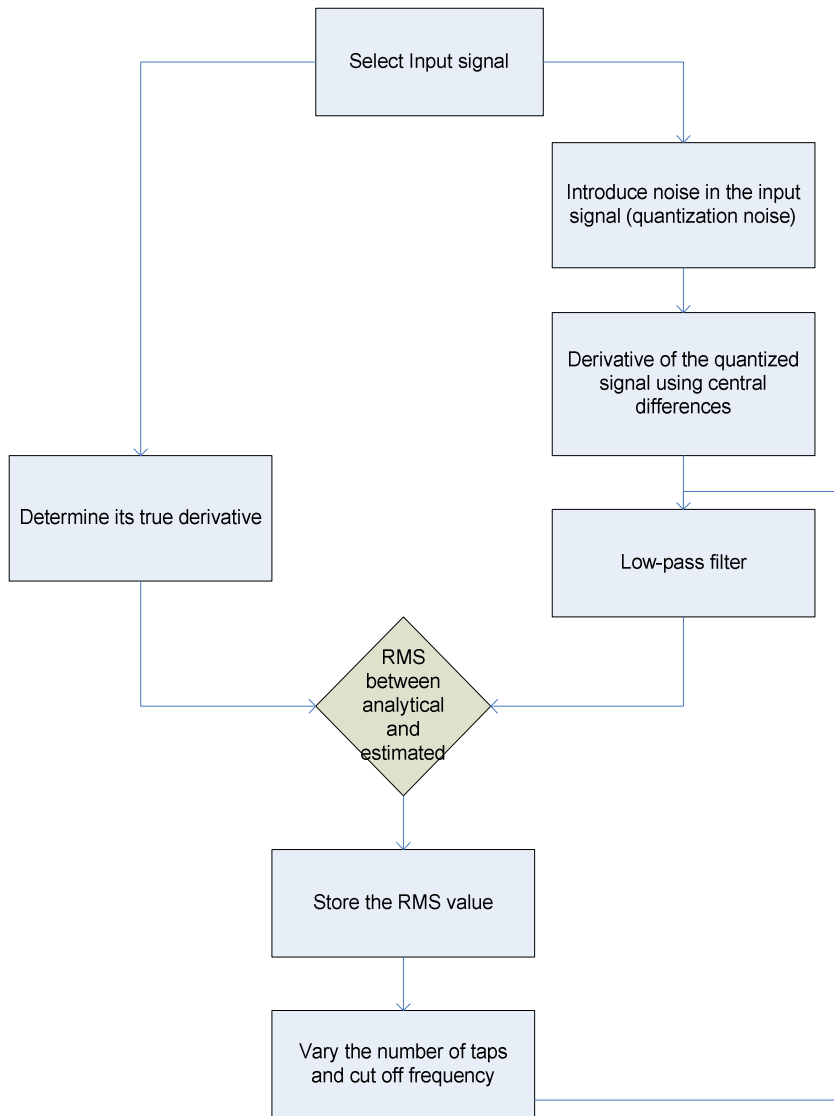 Select Input signal
Introduce noise in the input
signal (quantization noise)
Derivative of the quantized
signal using central
differences
Determine its true derivative
Low-pass filter
RMS
between
analytical
and
estimated
Store the RMS value
Vary the number of taps
and cut off frequency